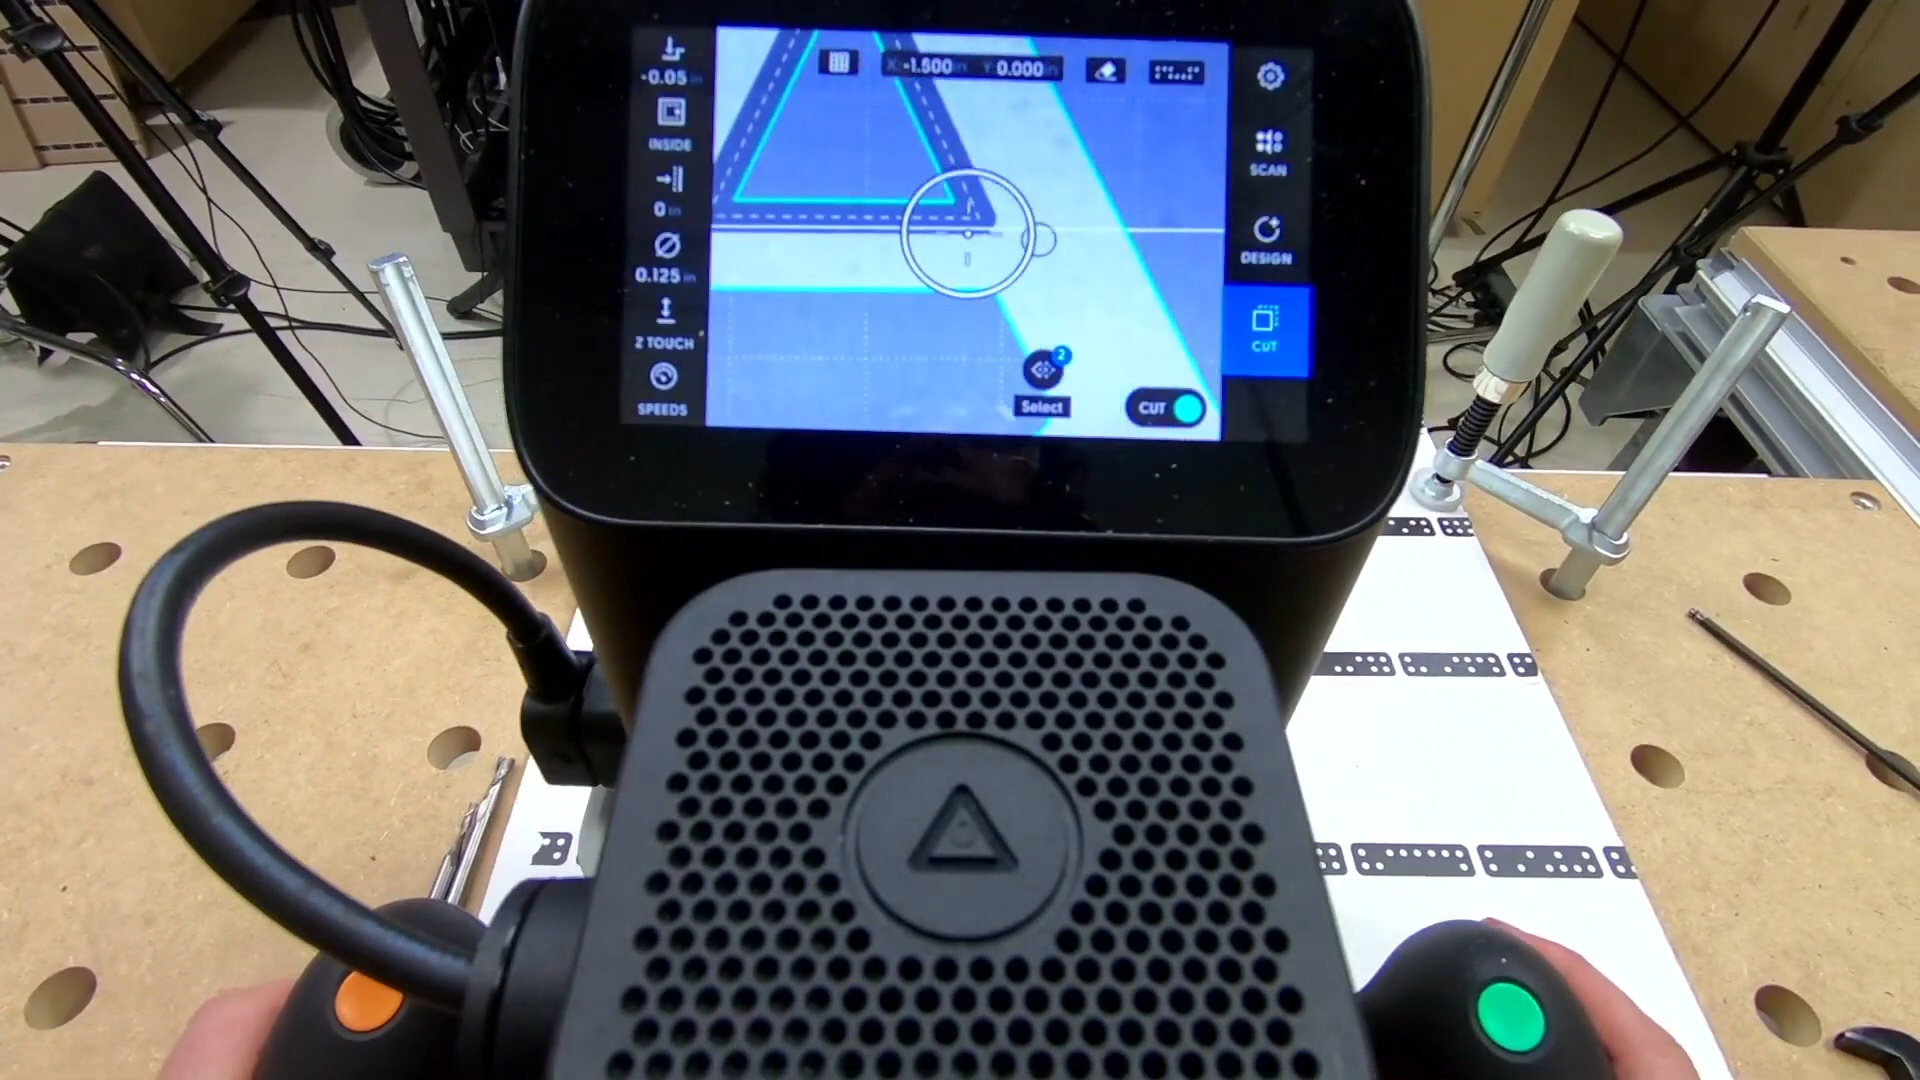 -0.05 in
X: -1.500 in Y: 0.000 in
INSIDE
0 in
0.125 in
Z TOUCH
SPEEDS
SCAN
DESIGN
CUT
2
Select
CUT